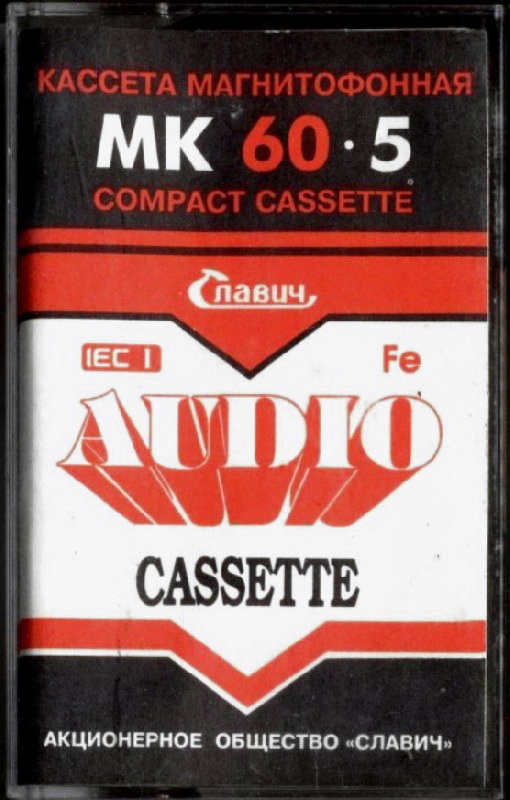 КАССЕТА МАГНИТОФОННАЯ
МК 60·5
COMPACT CASSETTE
Славич
IEC I Fe
AUDIO
CASSETTE
АКЦИОНЕРНОЕ ОБЩЕСТВО «СЛАВИЧ»